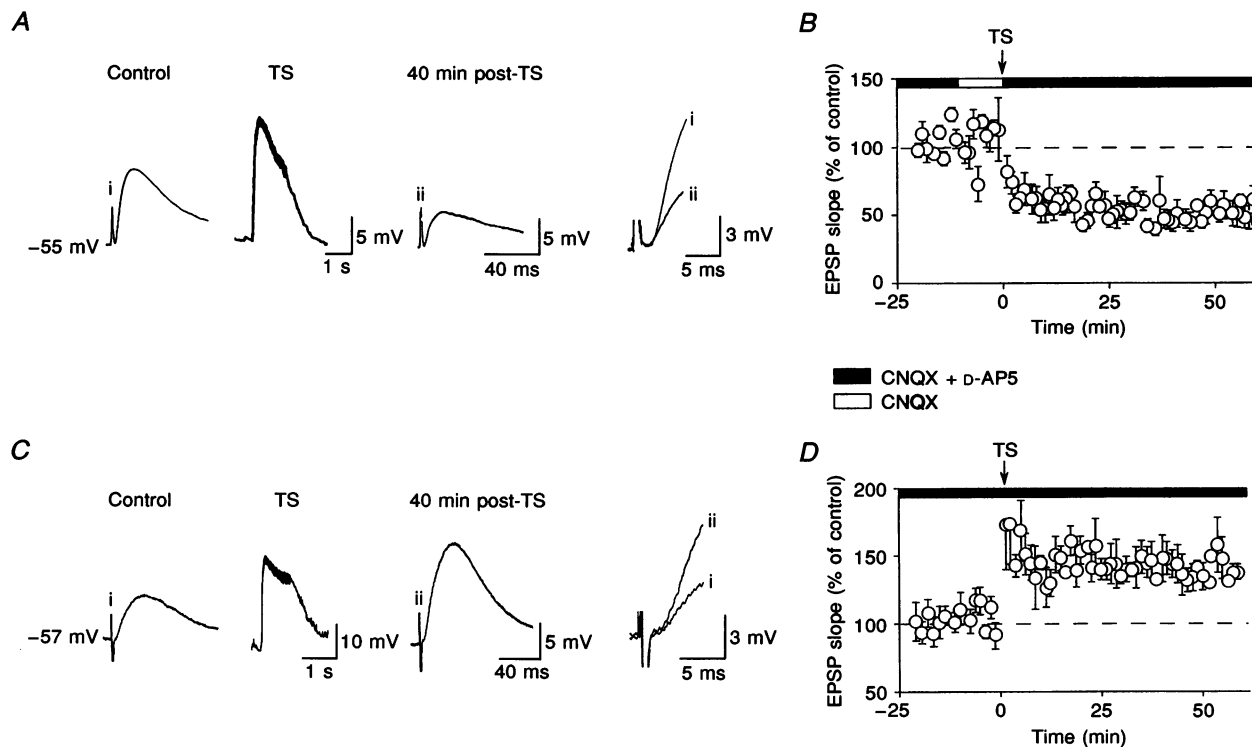 A
Control
TS
40 min post-TS
i
ii
i
ii
−55 mV
5 mV
1 s
5 mV
40 ms
3 mV
5 ms
B
TS
EPSP slope (% of control)
150
100
50
0
−25
0
25
50
Time (min)
CNQX + D-AP5
CNQX
C
Control
TS
40 min post-TS
i
ii
ii
i
−57 mV
10 mV
1 s
5 mV
40 ms
3 mV
5 ms
D
TS
EPSP slope (% of control)
200
150
100
50
−25
0
25
50
Time (min)